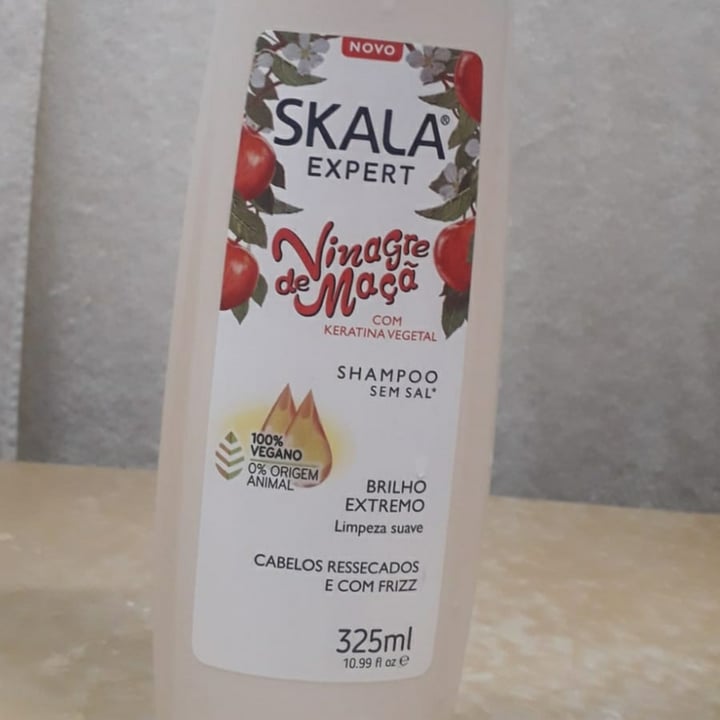 NOVO
SKALA®
EXPERT
Vinagre
de Maçã
COM
KERATINA VEGETAL
SHAMPOO
SEM SAL*
100%
VEGANO
0% ORIGEM
ANIMAL
BRILHO
EXTREMO
Limpeza suave
CABELOS RESSECADOS
E COM FRIZZ
325ml
10.99 fl oz ℮